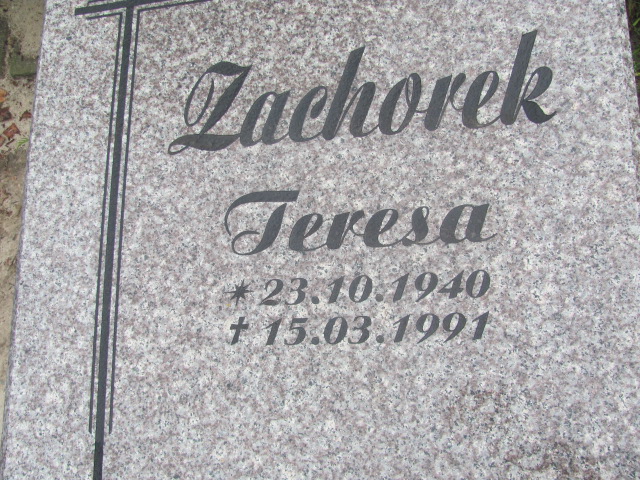 Zachorek
Teresa
* 23.10.1940
✝ 15.03.1991